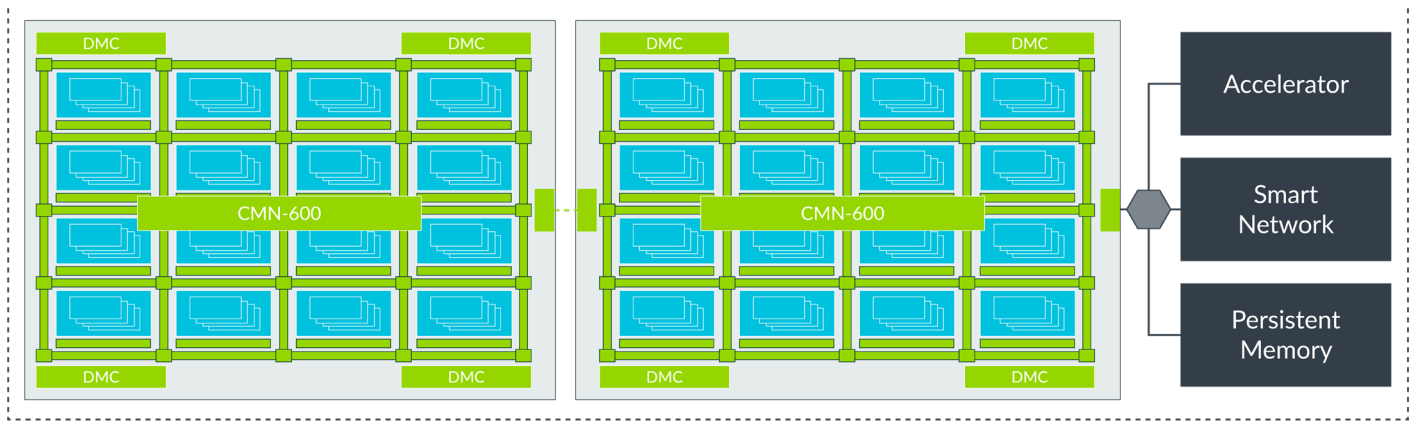 DMC
DMC
DMC
DMC
CMN-600
CMN-600
DMC
DMC
DMC
DMC
Accelerator
Smart
Network
Persistent
Memory